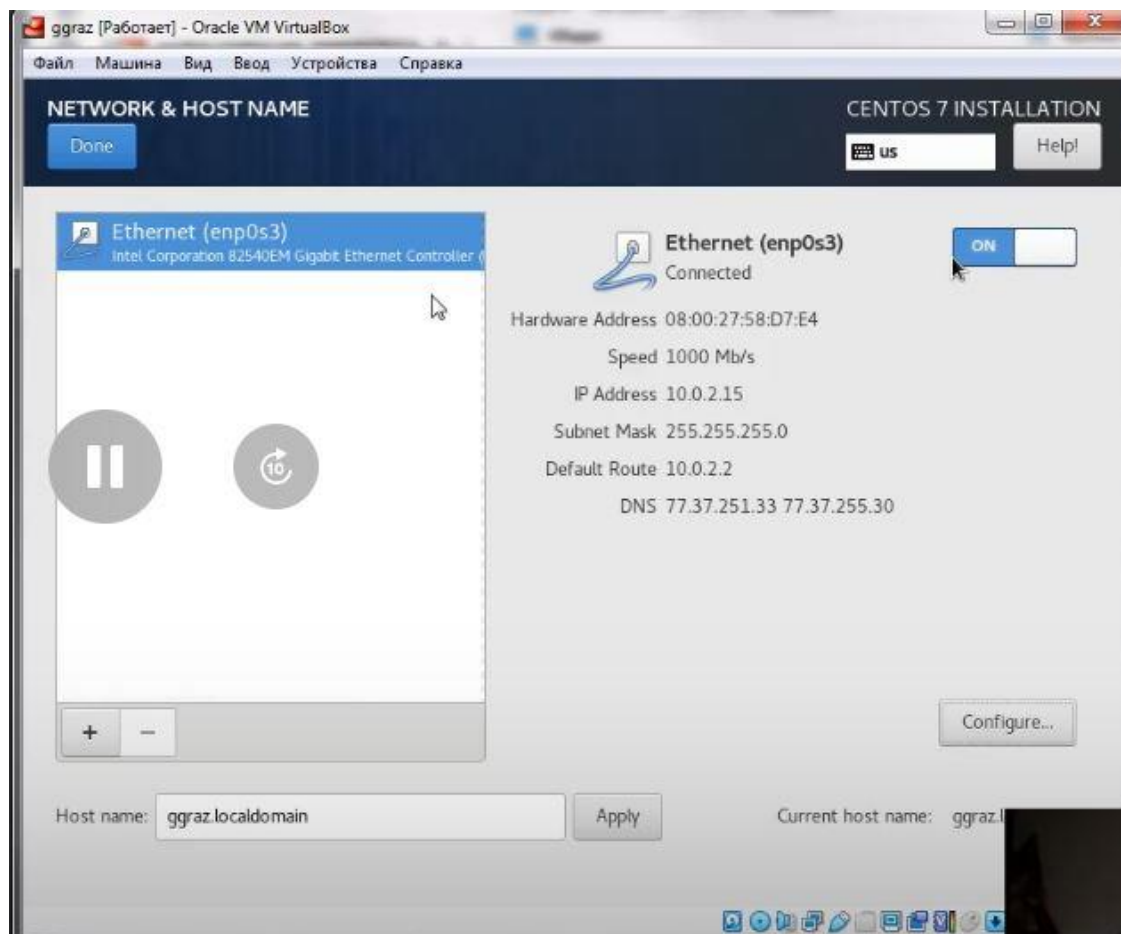 ggraz [Работает] - Oracle VM VirtualBox
Файл Машина Вид Ввод Устройства Справка
NETWORK & HOST NAME
CENTOS 7 INSTALLATION
Done
us
Help!
Ethernet (enp0s3)
Intel Corporation 82540EM Gigabit Ethernet Controller (
Ethernet (enp0s3)
Connected
ON
Hardware Address 08:00:27:58:D7:E4
Speed 1000 Mb/s
IP Address 10.0.2.15
Subnet Mask 255.255.255.0
Default Route 10.0.2.2
DNS 77.37.251.33 77.37.255.30
10
+ −
Configure...
Host name: ggraz.localdomain
Apply
Current host name: ggraz.l